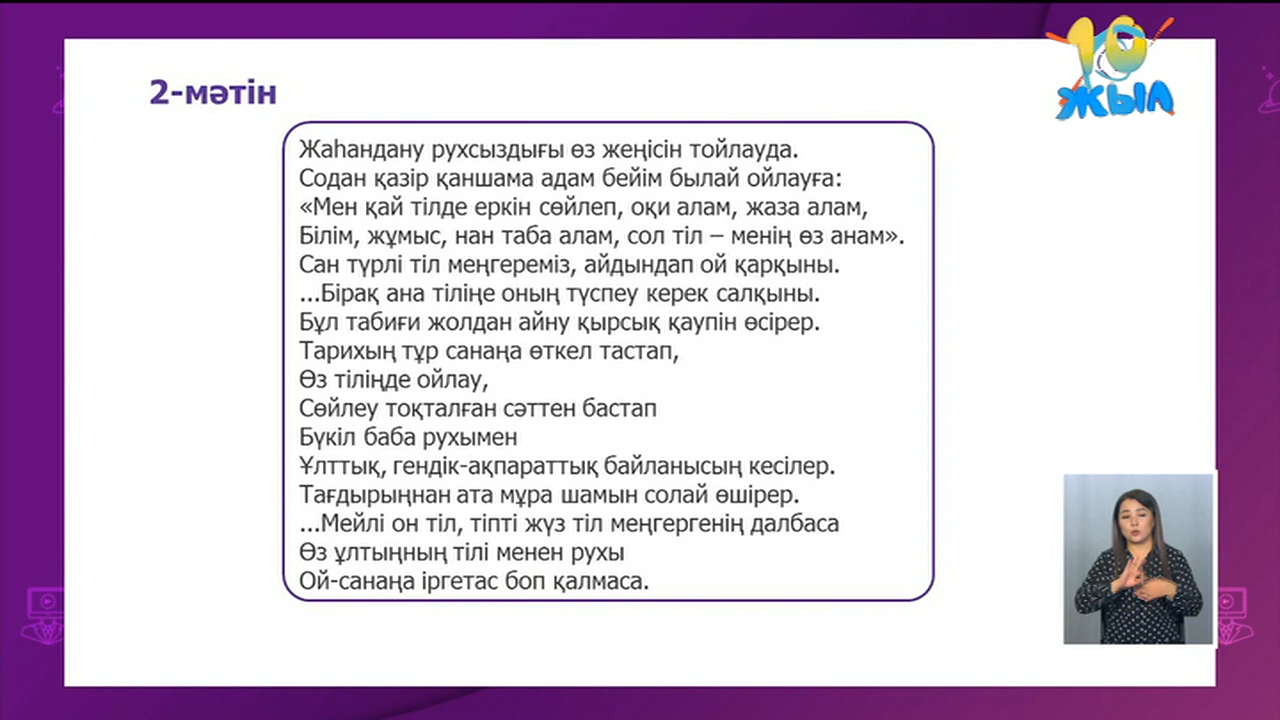 10
ЖЫЛ
2-мәтін
Жаһандану рухсыздығы өз жеңісін тойлауда.
Содан қазір қаншама адам бейім былай ойлауға:
«Мен қай тілде еркін сөйлеп, оқи алам, жаза алам,
Білім, жұмыс, нан таба алам, сол тіл – менің өз анам».
Сан түрлі тіл меңгереміз, айдындап ой қарқыны.
...Бірақ ана тіліңе оның түспеу керек салқыны.
Бұл табиғи жолдан айну қырсық қаупін өсірер.
Тарихың тұр санаңа өткел тастап,
Өз тіліңде ойлау,
Сөйлеу тоқталған сәттен бастап
Бүкіл баба рухымен
Ұлттық, гендік-ақпараттық байланысың кесілер.
Тағдырыңнан ата мұра шамын солай өшірер.
...Мейлі он тіл, тіпті жүз тіл меңгергенің далбаса
Өз ұлтыңның тілі менен рухы
Ой-санаңа іргетас боп қалмаса.